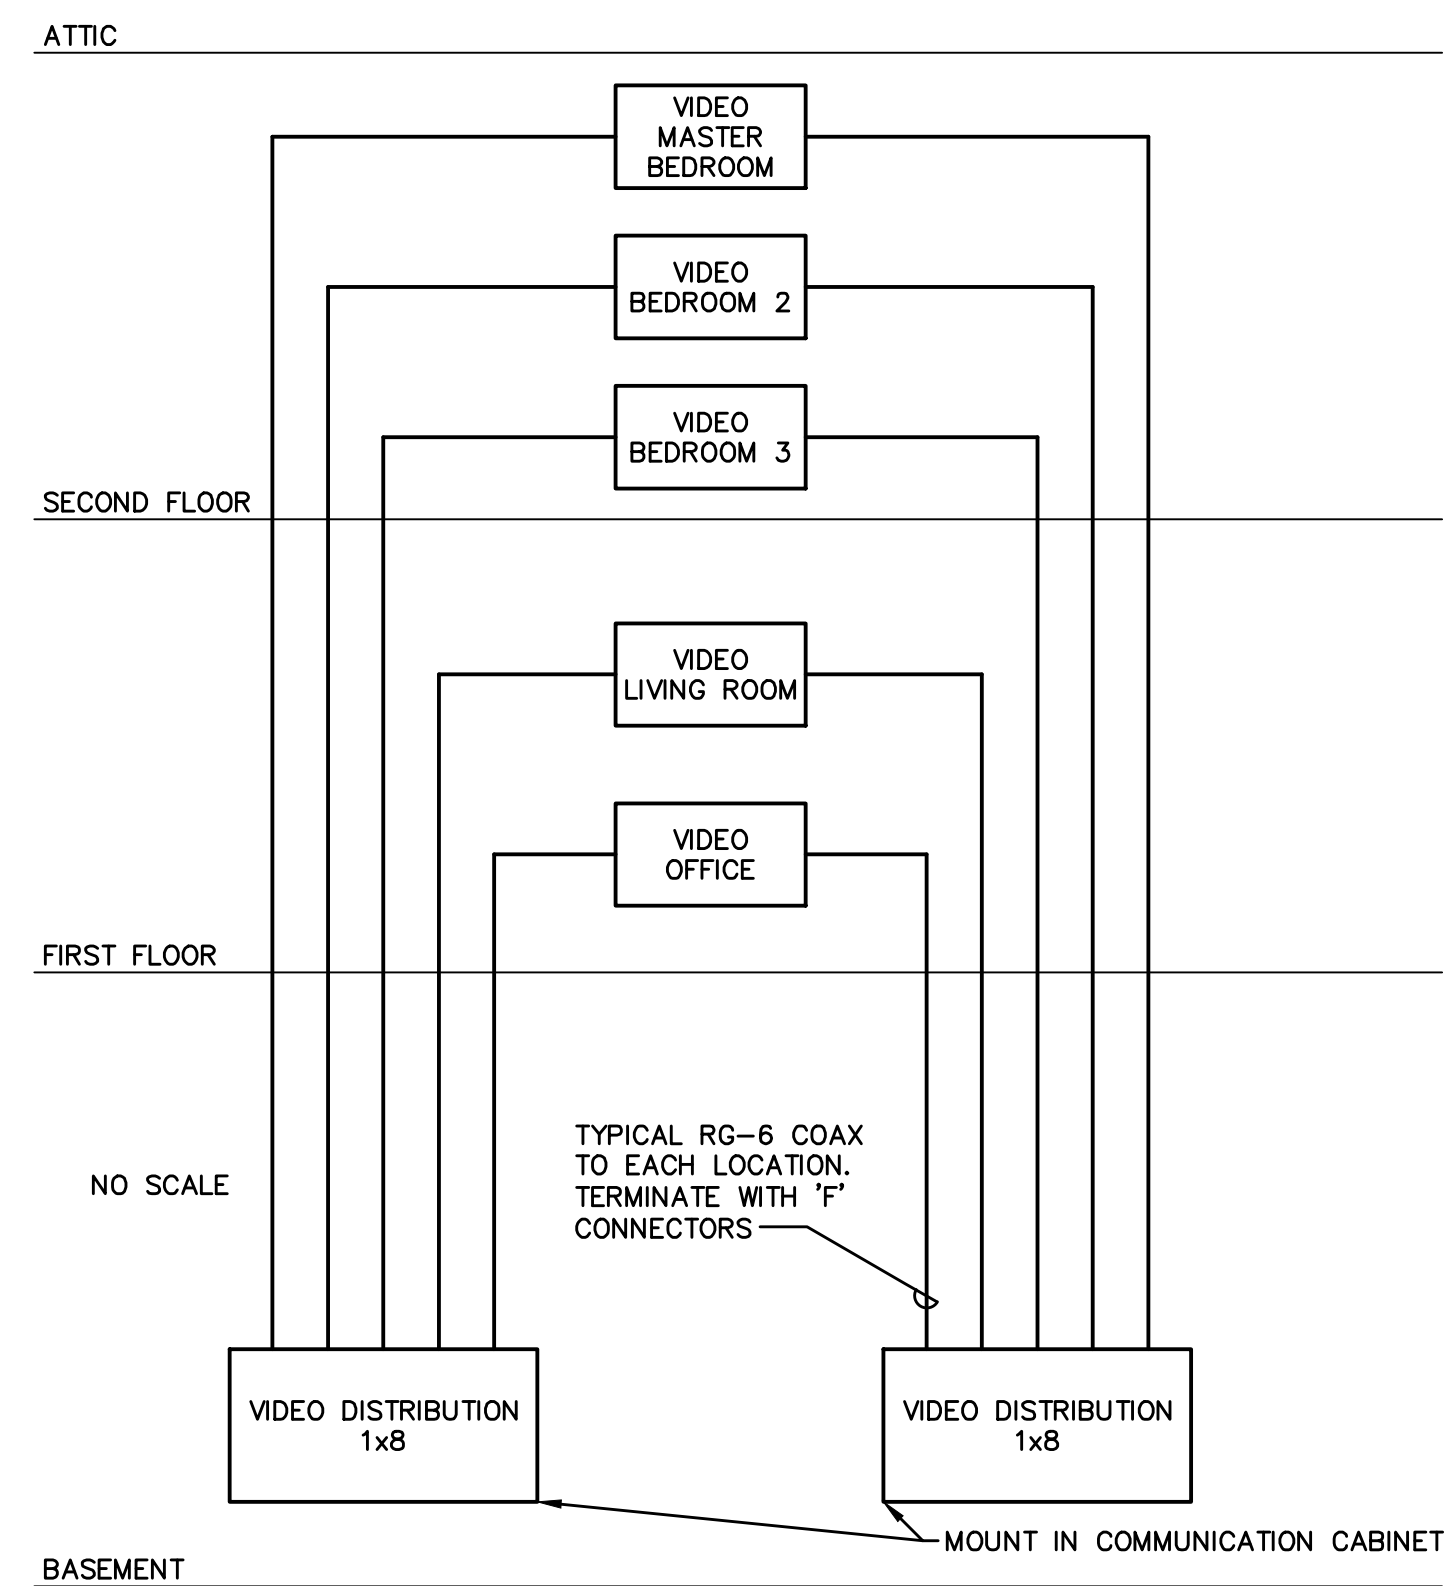 ATTIC
VIDEO
MASTER
BEDROOM
VIDEO
BEDROOM 2
VIDEO
BEDROOM 3
SECOND FLOOR
VIDEO
LIVING ROOM
VIDEO
OFFICE
FIRST FLOOR
TYPICAL RG-6 COAX
TO EACH LOCATION.
TERMINATE WITH 'F'
CONNECTORS
NO SCALE
VIDEO DISTRIBUTION
1x8
VIDEO DISTRIBUTION
1x8
MOUNT IN COMMUNICATION CABINET
BASEMENT